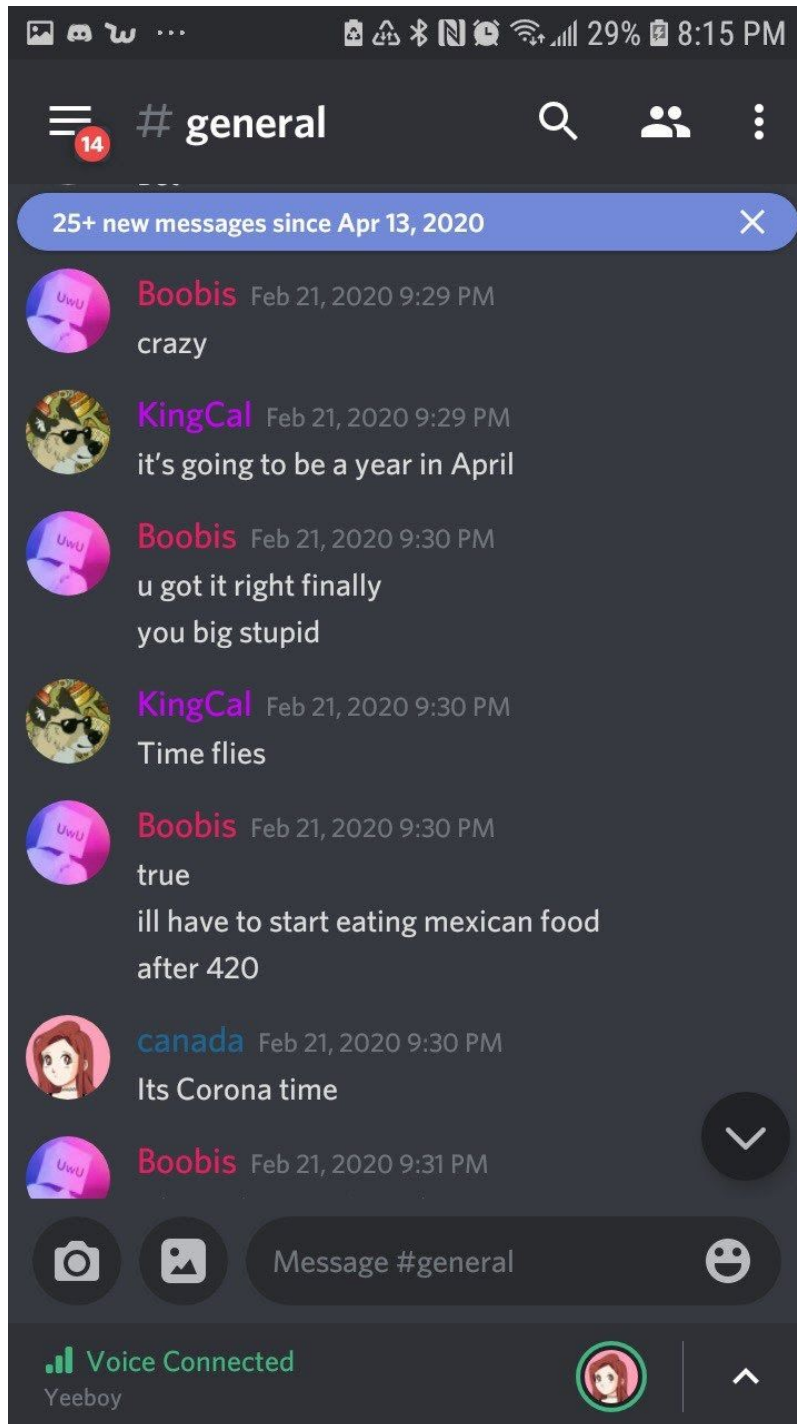 29% 8:15 PM
14
# general
25+ new messages since Apr 13, 2020
UwU
Boobis Feb 21, 2020 9:29 PM
crazy
KingCal Feb 21, 2020 9:29 PM
it's going to be a year in April
UwU
Boobis Feb 21, 2020 9:30 PM
u got it right finally
you big stupid
KingCal Feb 21, 2020 9:30 PM
Time flies
UwU
Boobis Feb 21, 2020 9:30 PM
true
ill have to start eating mexican food
after 420
canada Feb 21, 2020 9:30 PM
Its Corona time
UwU
Boobis Feb 21, 2020 9:31 PM
Message #general
Voice Connected
Yeeboy